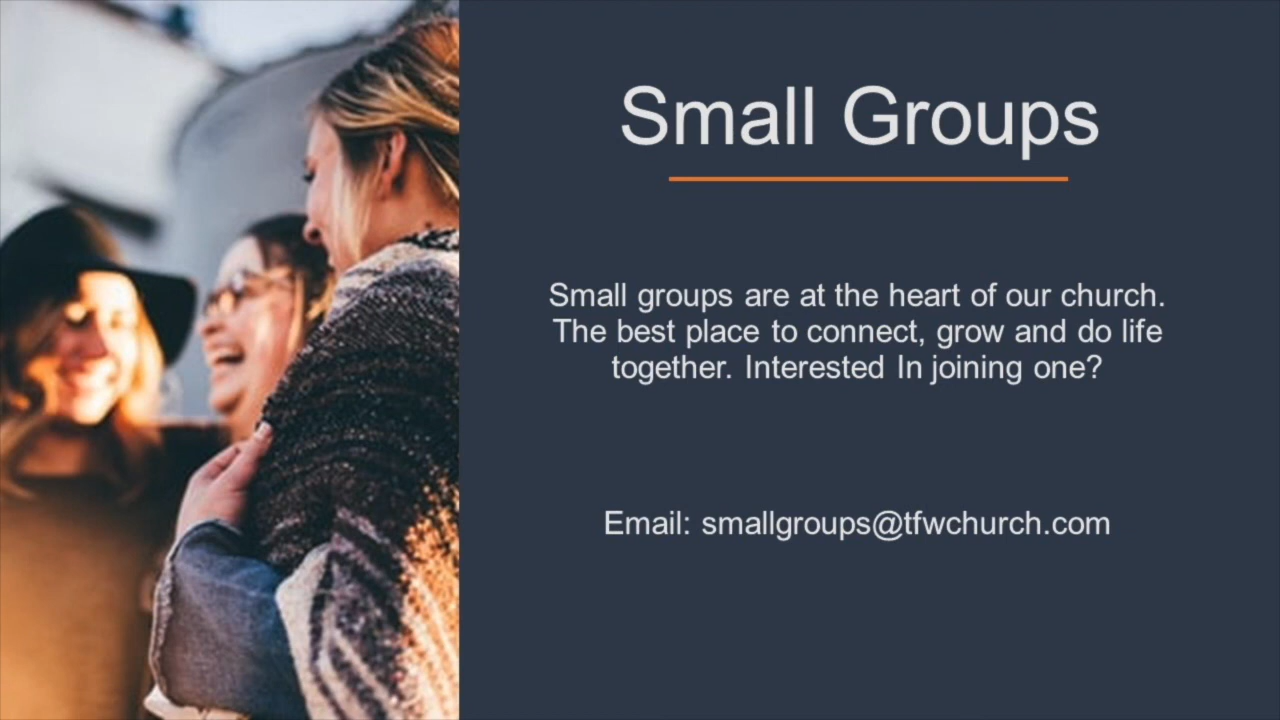 Small Groups
Small groups are at the heart of our church.
The best place to connect, grow and do life
together. Interested In joining one?
Email: smallgroups@tfwchurch.com